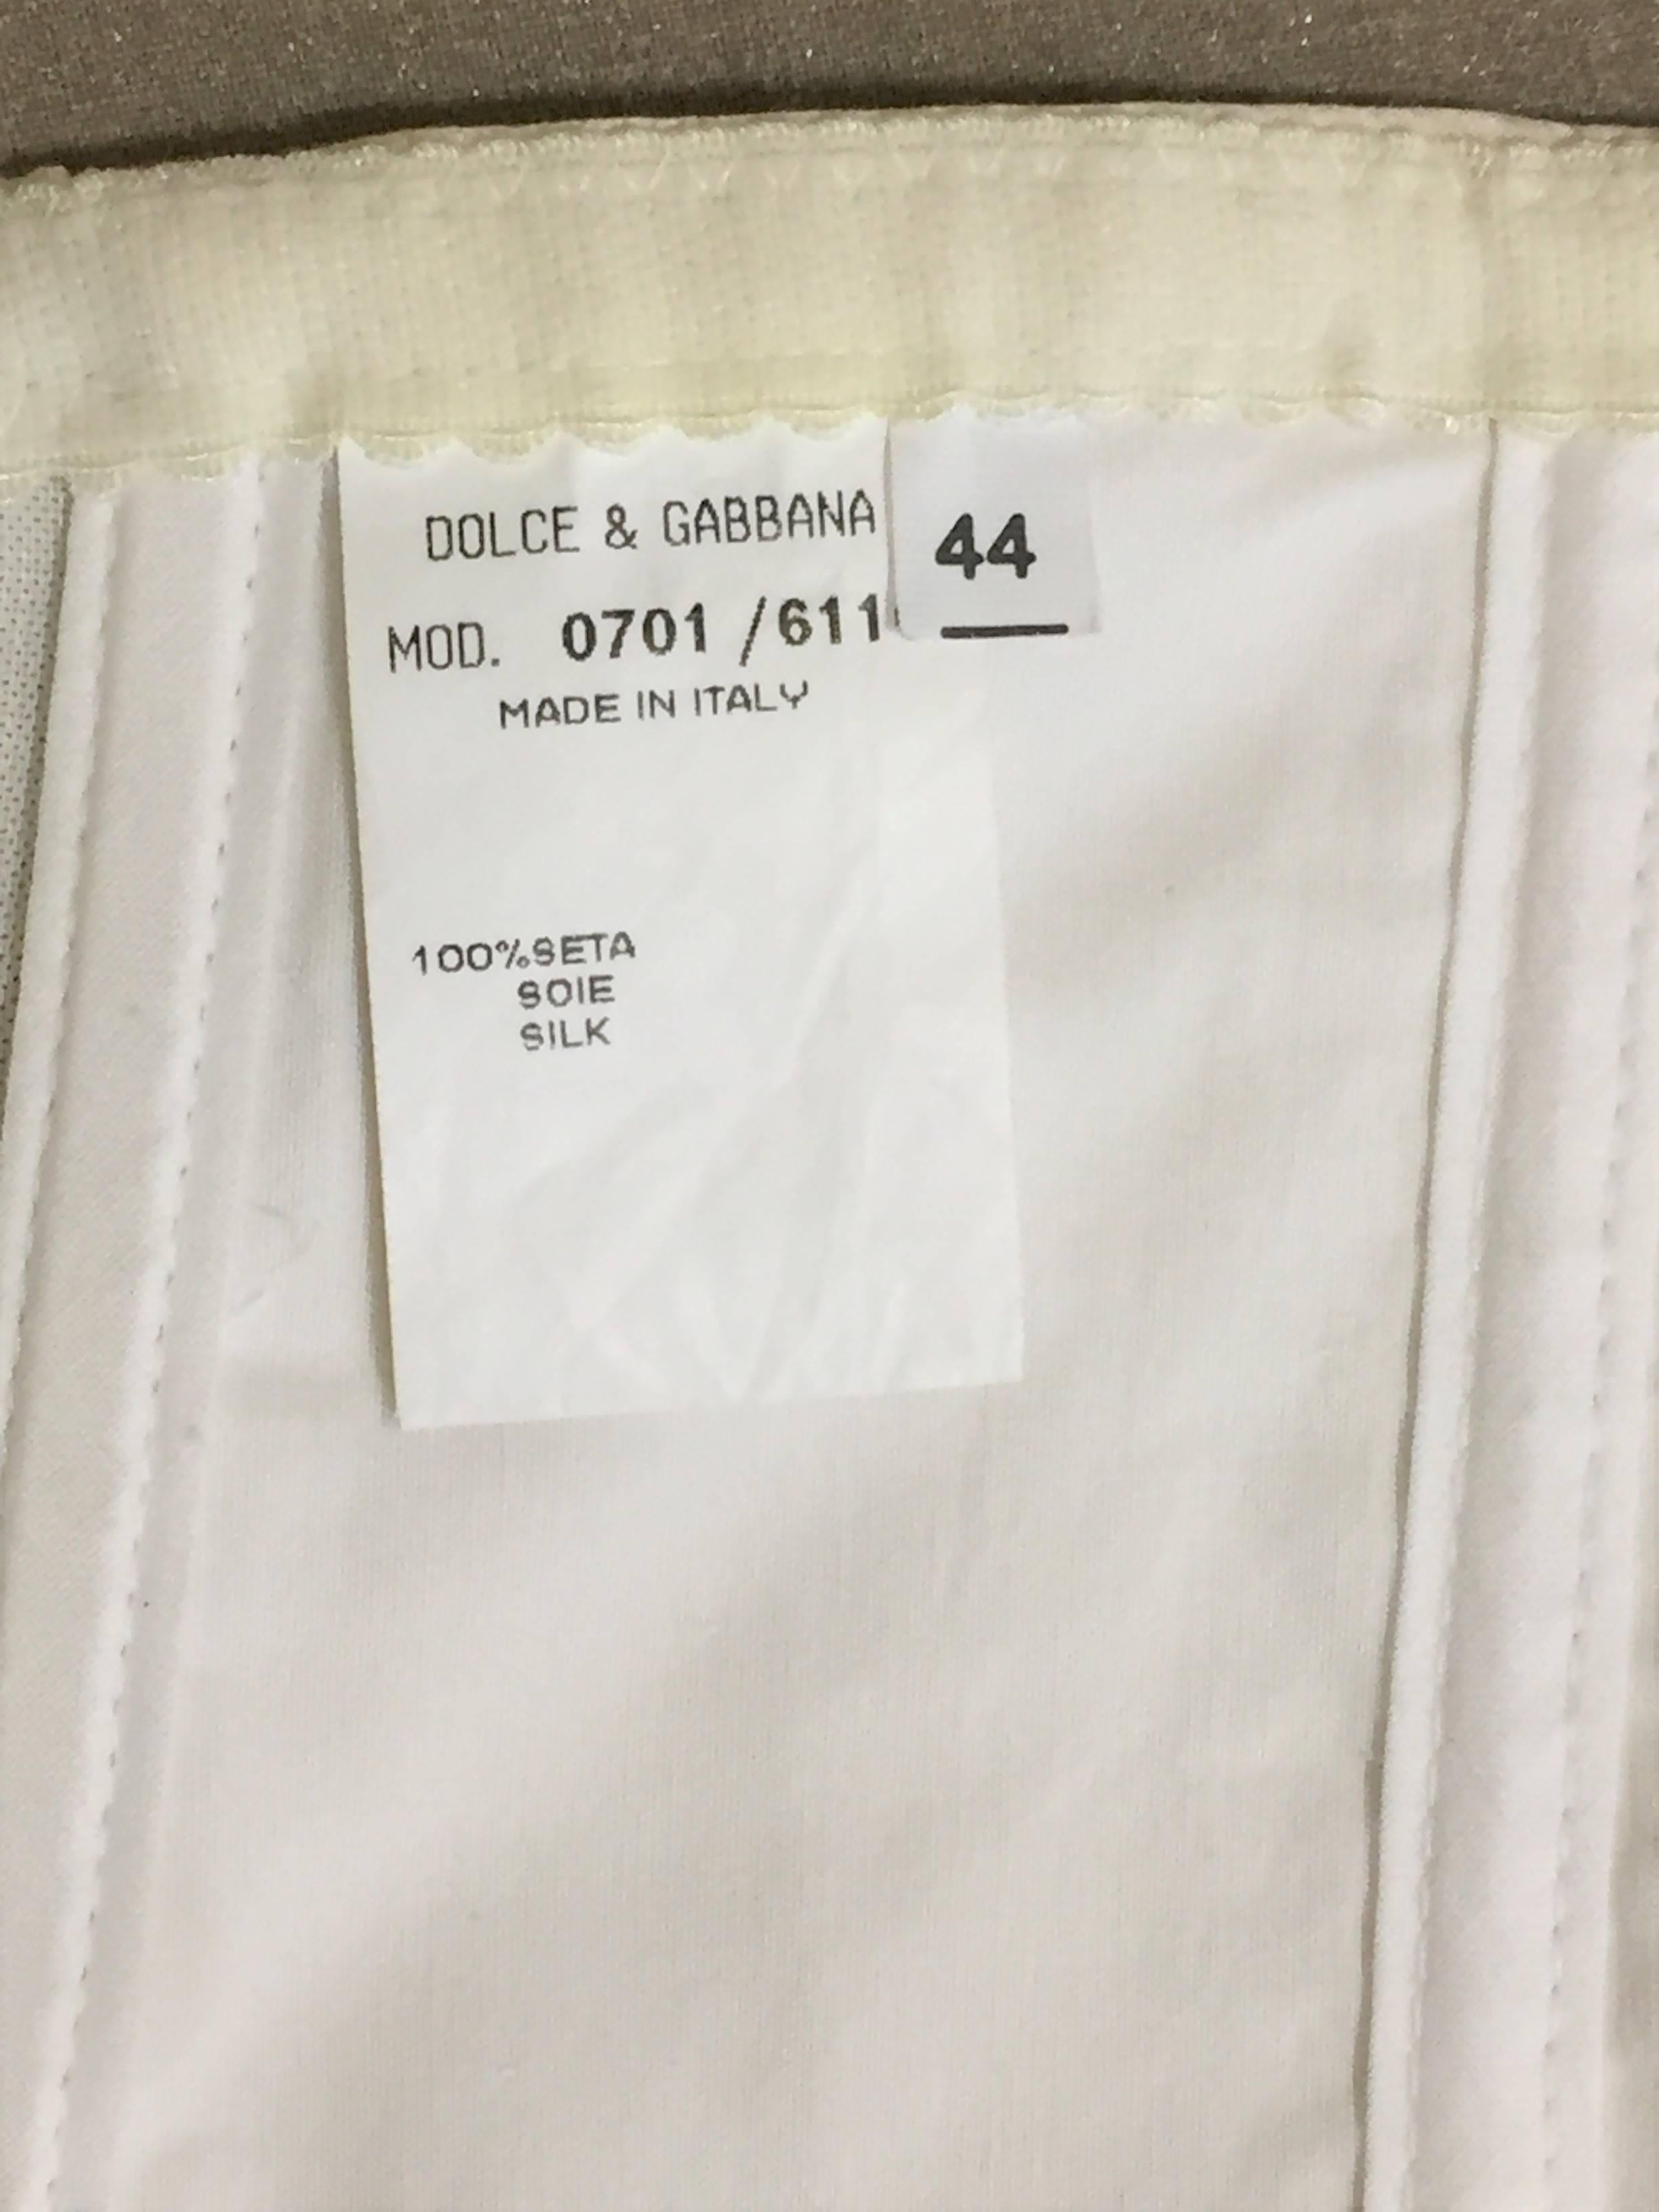 DOLCE & GABBANA
44
MOD. 0701 /611
MADE IN ITALY
100%SETA
SOIE
SILK